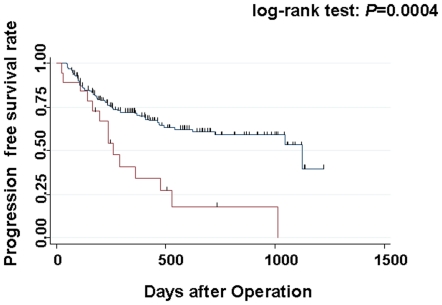 log-rank test: P=0.0004
Progression free survival rate
1.00
0.75
0.50
0.25
0.00
0 500 1000 1500
Days after Operation